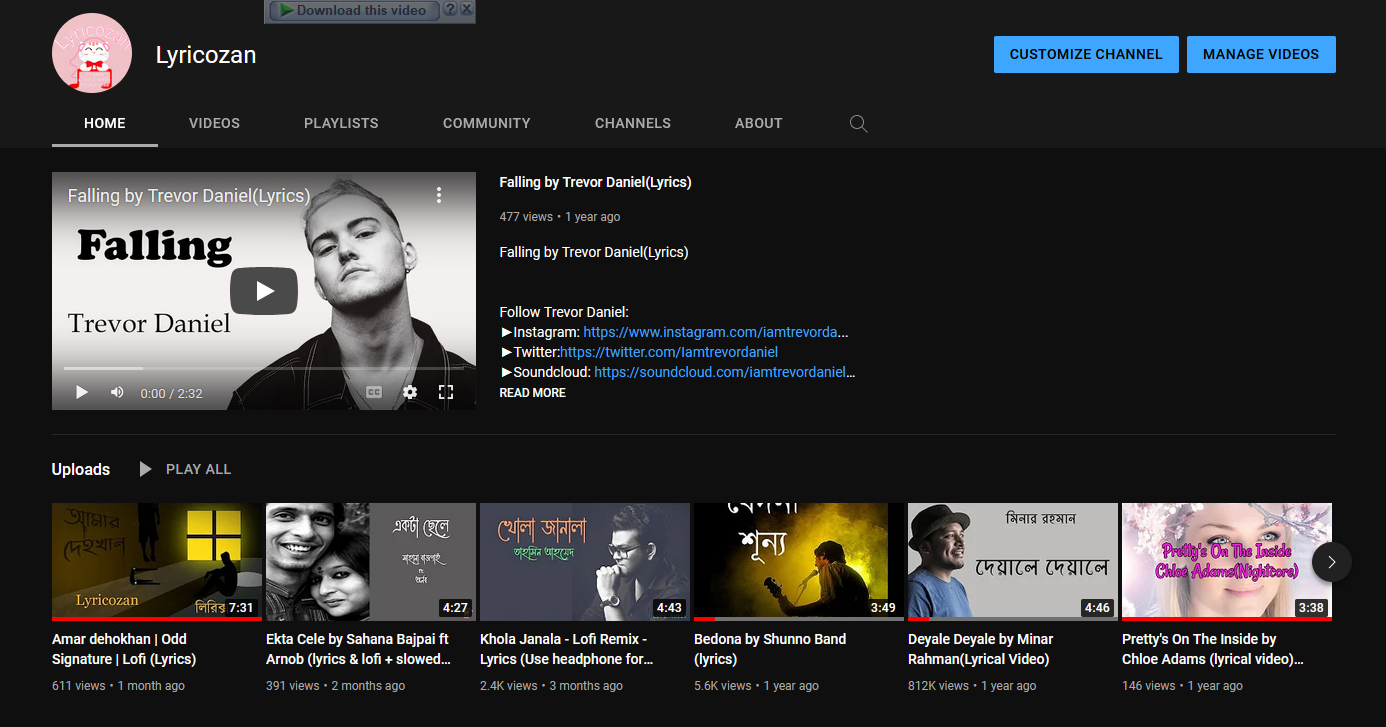 Download this video ? X
LYRICOZAN
Lyricozan
CUSTOMIZE CHANNEL
MANAGE VIDEOS
HOME
VIDEOS
PLAYLISTS
COMMUNITY
CHANNELS
ABOUT
Falling by Trevor Daniel(Lyrics)
Falling
Trevor Daniel
0:00 / 2:32
CC
Falling by Trevor Daniel(Lyrics)
477 views • 1 year ago
Falling by Trevor Daniel(Lyrics)
Follow Trevor Daniel:
►Instagram: https://www.instagram.com/iamtrevorda...
►Twitter:https://twitter.com/Iamtrevordaniel
►Soundcloud: https://soundcloud.com/iamtrevordaniel...
READ MORE
Uploads
PLAY ALL
আমার
দেহখান
Lyricozan
লিরিক্স
7:31
Amar dehokhan | Odd
Signature | Lofi (Lyrics)
611 views • 1 month ago
একটা ছেলে
4:27
Ekta Cele by Sahana Bajpai ft
Arnob (lyrics & lofi + slowed...
391 views • 2 months ago
খোলা জানালা
তাহসিন আহমেদ
4:43
Khola Janala - Lofi Remix -
Lyrics (Use headphone for...
2.4K views • 3 months ago
শূন্য
3:49
Bedona by Shunno Band
(lyrics)
5.6K views • 1 year ago
মিনার রহমান
দেয়ালে দেয়ালে
4:46
Deyale Deyale by Minar
Rahman(Lyrical Video)
812K views • 1 year ago
Pretty's On The Inside
Chloe Adams(Nightcore)
3:38
Pretty's On The Inside by
Chloe Adams (lyrical video)...
146 views • 1 year ago